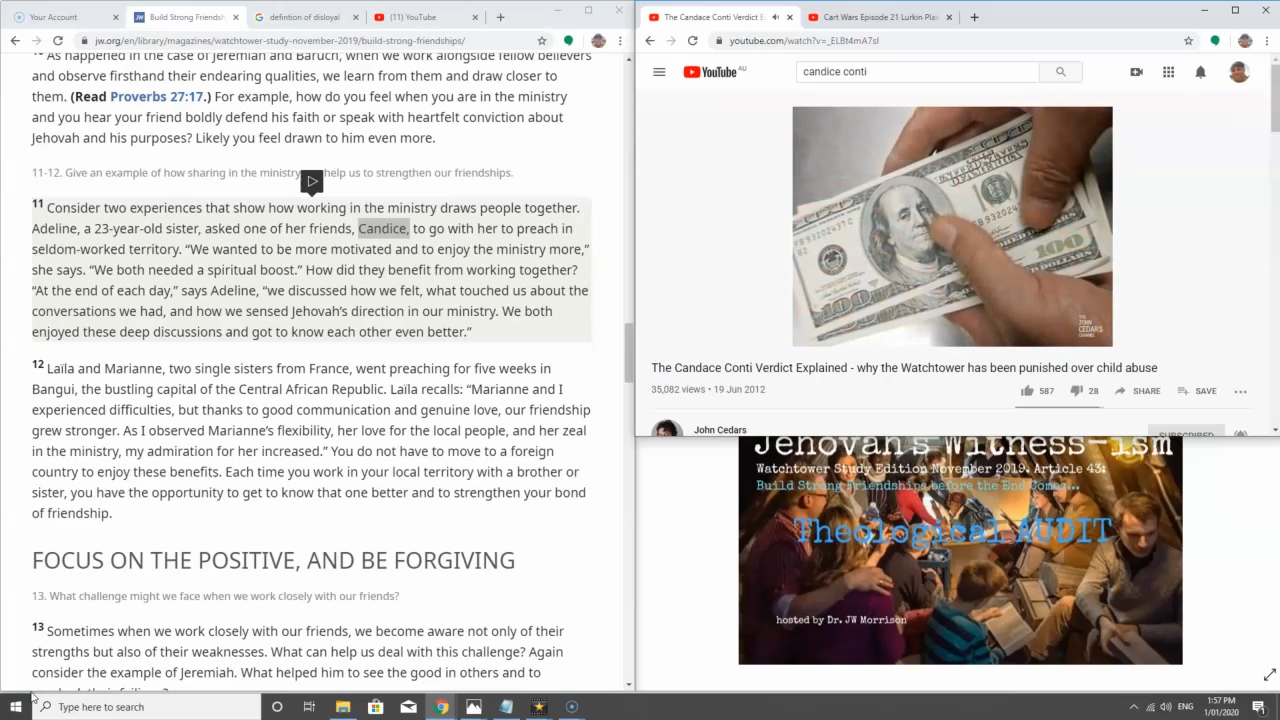 Your Account
Build Strong Friendsh
defintion of disloyal
(11) YouTube
jw.org/en/library/magazines/watchtower-study-november-2019/build-strong-friendships/
As happened in the case of Jeremiah and Baruch, when we work alongside fellow believers
and observe firsthand their endearing qualities, we learn from them and draw closer to
them. (Read Proverbs 27:17.) For example, how do you feel when you are in the ministry
and you hear your friend boldly defend his faith or speak with heartfelt conviction about
Jehovah and his purposes? Likely you feel drawn to him even more.
11-12. Give an example of how sharing in the ministry help us to strengthen our friendships.
11 Consider two experiences that show how working in the ministry draws people together.
Adeline, a 23-year-old sister, asked one of her friends, Candice, to go with her to preach in
seldom-worked territory. “We wanted to be more motivated and to enjoy the ministry more,”
she says. “We both needed a spiritual boost.” How did they benefit from working together?
“At the end of each day,” says Adeline, “we discussed how we felt, what touched us about the
conversations we had, and how we sensed Jehovah’s direction in our ministry. We both
enjoyed these deep discussions and got to know each other even better.”
12 Laïla and Marianne, two single sisters from France, went preaching for five weeks in
Bangui, the bustling capital of the Central African Republic. Laïla recalls: “Marianne and I
experienced difficulties, but thanks to good communication and genuine love, our friendship
grew stronger. As I observed Marianne’s flexibility, her love for the local people, and her zeal
in the ministry, my admiration for her increased.” You do not have to move to a foreign
country to enjoy these benefits. Each time you work in your local territory with a brother or
sister, you have the opportunity to get to know that one better and to strengthen your bond
of friendship.
FOCUS ON THE POSITIVE, AND BE FORGIVING
13. What challenge might we face when we work closely with our friends?
13 Sometimes when we work closely with our friends, we become aware not only of their
strengths but also of their weaknesses. What can help us deal with this challenge? Again
consider the example of Jeremiah. What helped him to see the good in others and to
The Candace Conti Verdict E
Cart Wars Episode 21 Lurkin Pla
youtube.com/watch?v=_ELBt4mA7sI
YouTube AU
candice conti
100
100
THE JOHN CEDARS CHANNEL
The Candace Conti Verdict Explained - why the Watchtower has been punished over child abuse
35,082 views • 19 Jun 2012
587
28
SHARE
SAVE
John Cedars
SUBSCRIBED
Jehovah's Witness-ism
Watchtower Study Edition November 2019. Article 43:
Build Strong Friendships before the End Comes...
Theological AUDIT
hosted by Dr. JW Morrison
Type here to search
ENG
1:57 PM
1/01/2020